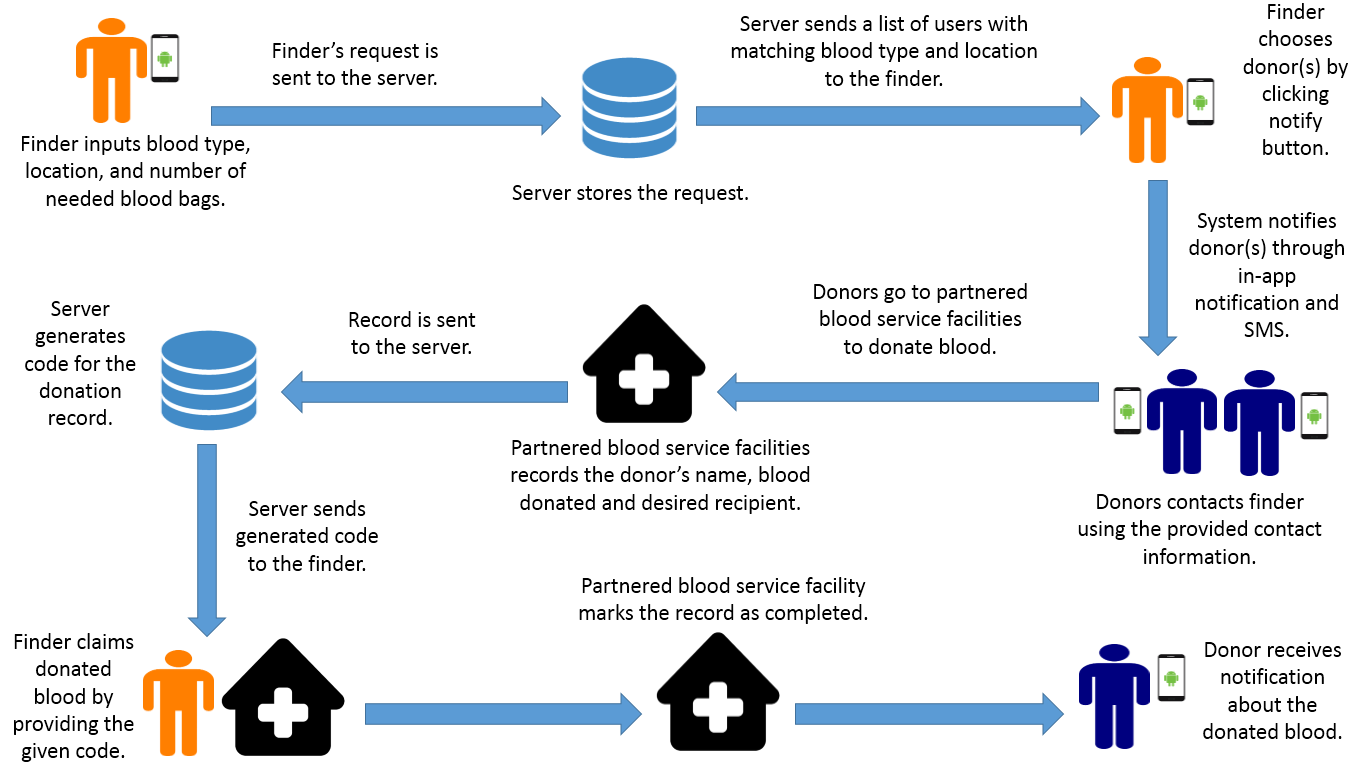 Finder inputs blood type,
location, and number of
needed blood bags.
Finder’s request is
sent to the server.
Server stores the request.
Server sends a list of users with
matching blood type and location
to the finder.
Finder
chooses
donor(s) by
clicking
notify
button.
System notifies
donor(s) through
in-app
notification and
SMS.
Donors contacts finder
using the provided contact
information.
Donors go to partnered
blood service facilities
to donate blood.
Partnered blood service facilities
records the donor’s name, blood
donated and desired recipient.
Record is sent
to the server.
Server
generates
code for the
donation
record.
Server sends
generated code
to the finder.
Finder claims
donated
blood by
providing the
given code.
Partnered blood service facility
marks the record as completed.
Donor receives
notification
about the
donated blood.